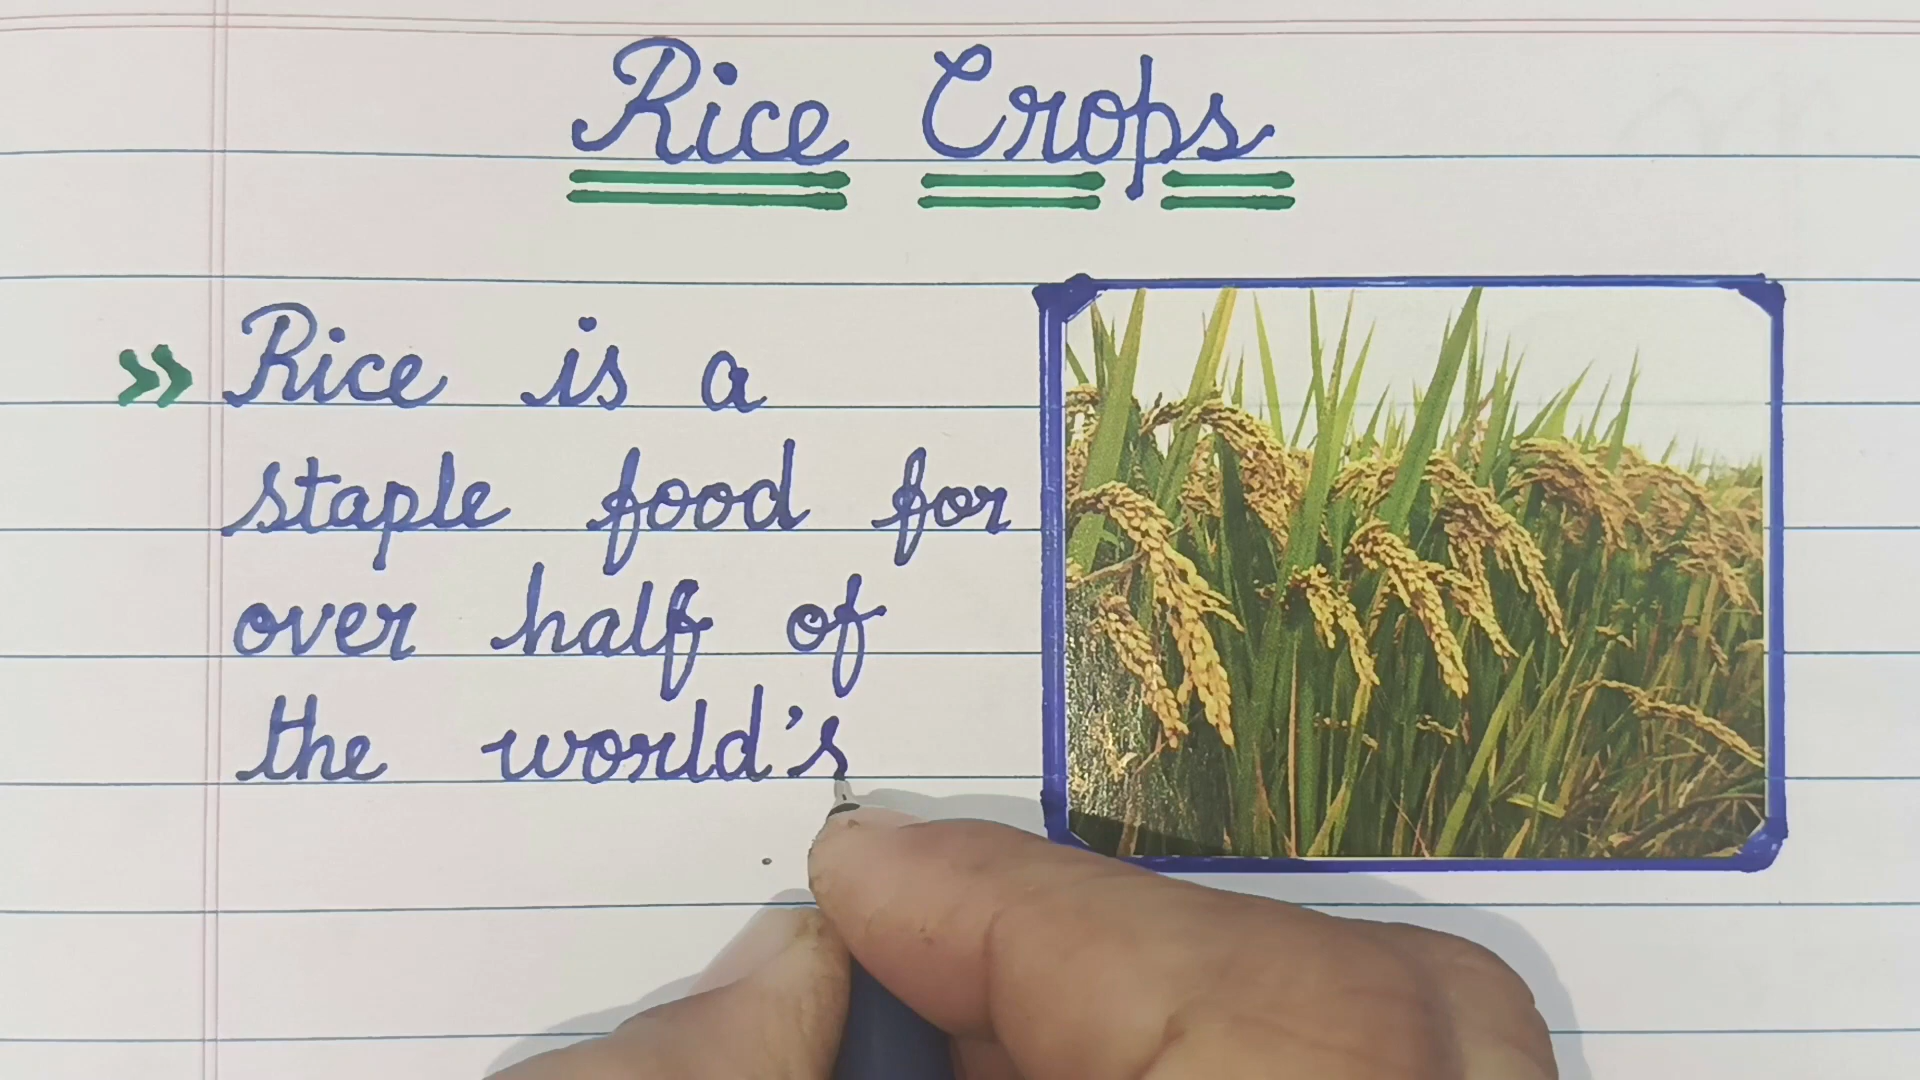 Rice Crops
» Rice is a
staple food for
over half of
the world's